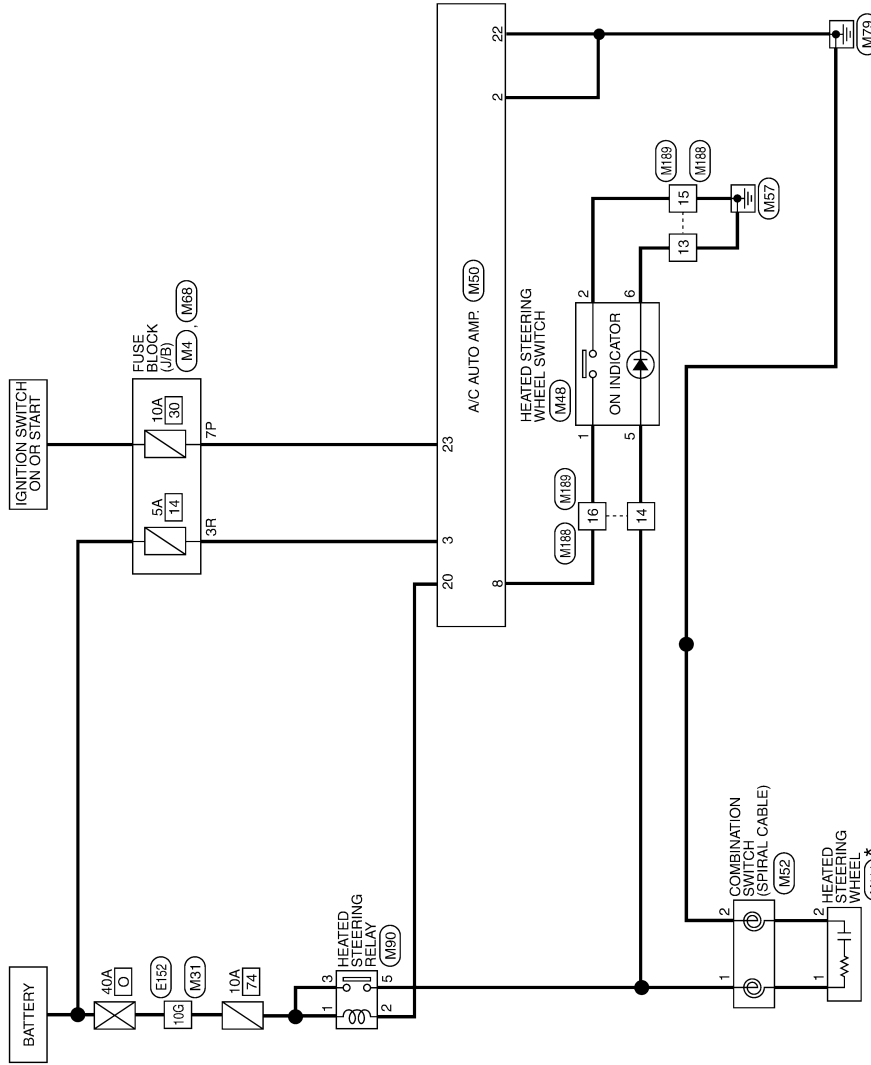 BATTERY
IGNITION SWITCH
ON OR START
40A
O
E152
10G
M31
10A
74
5A
14
10A
30
FUSE
BLOCK
(J/B)
M4 , M68
3R
7P
HEATED
STEERING
RELAY
M90
1
3
2
5
20
3
23
A/C AUTO AMP. M50
8
2
22
M188
M189
16
14
HEATED STEERING
WHEEL SWITCH
M48
1
2
ON INDICATOR
5
6
M189
M188
15
13
M57
COMBINATION
SWITCH
(SPIRAL CABLE)
M52
1
2
HEATED
STEERING
WHEEL
*
1
2
M79